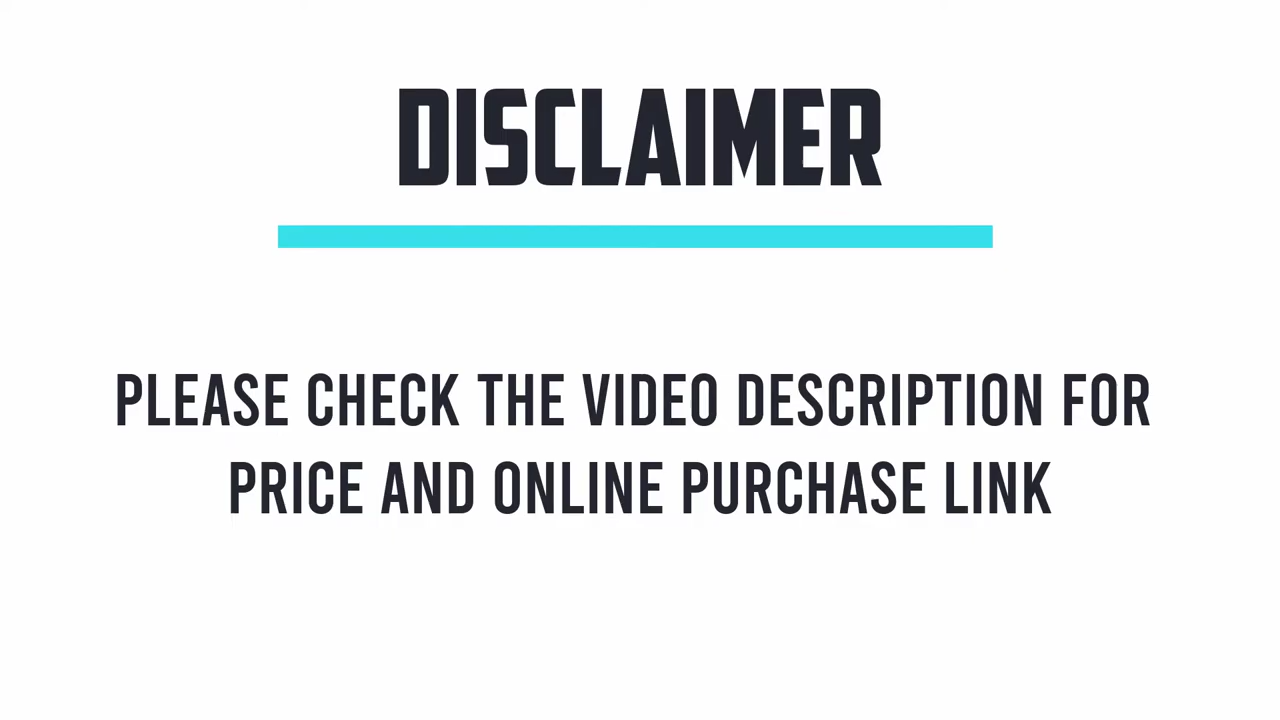 DISCLAIMER
PLEASE CHECK THE VIDEO DESCRIPTION FOR
PRICE AND ONLINE PURCHASE LINK